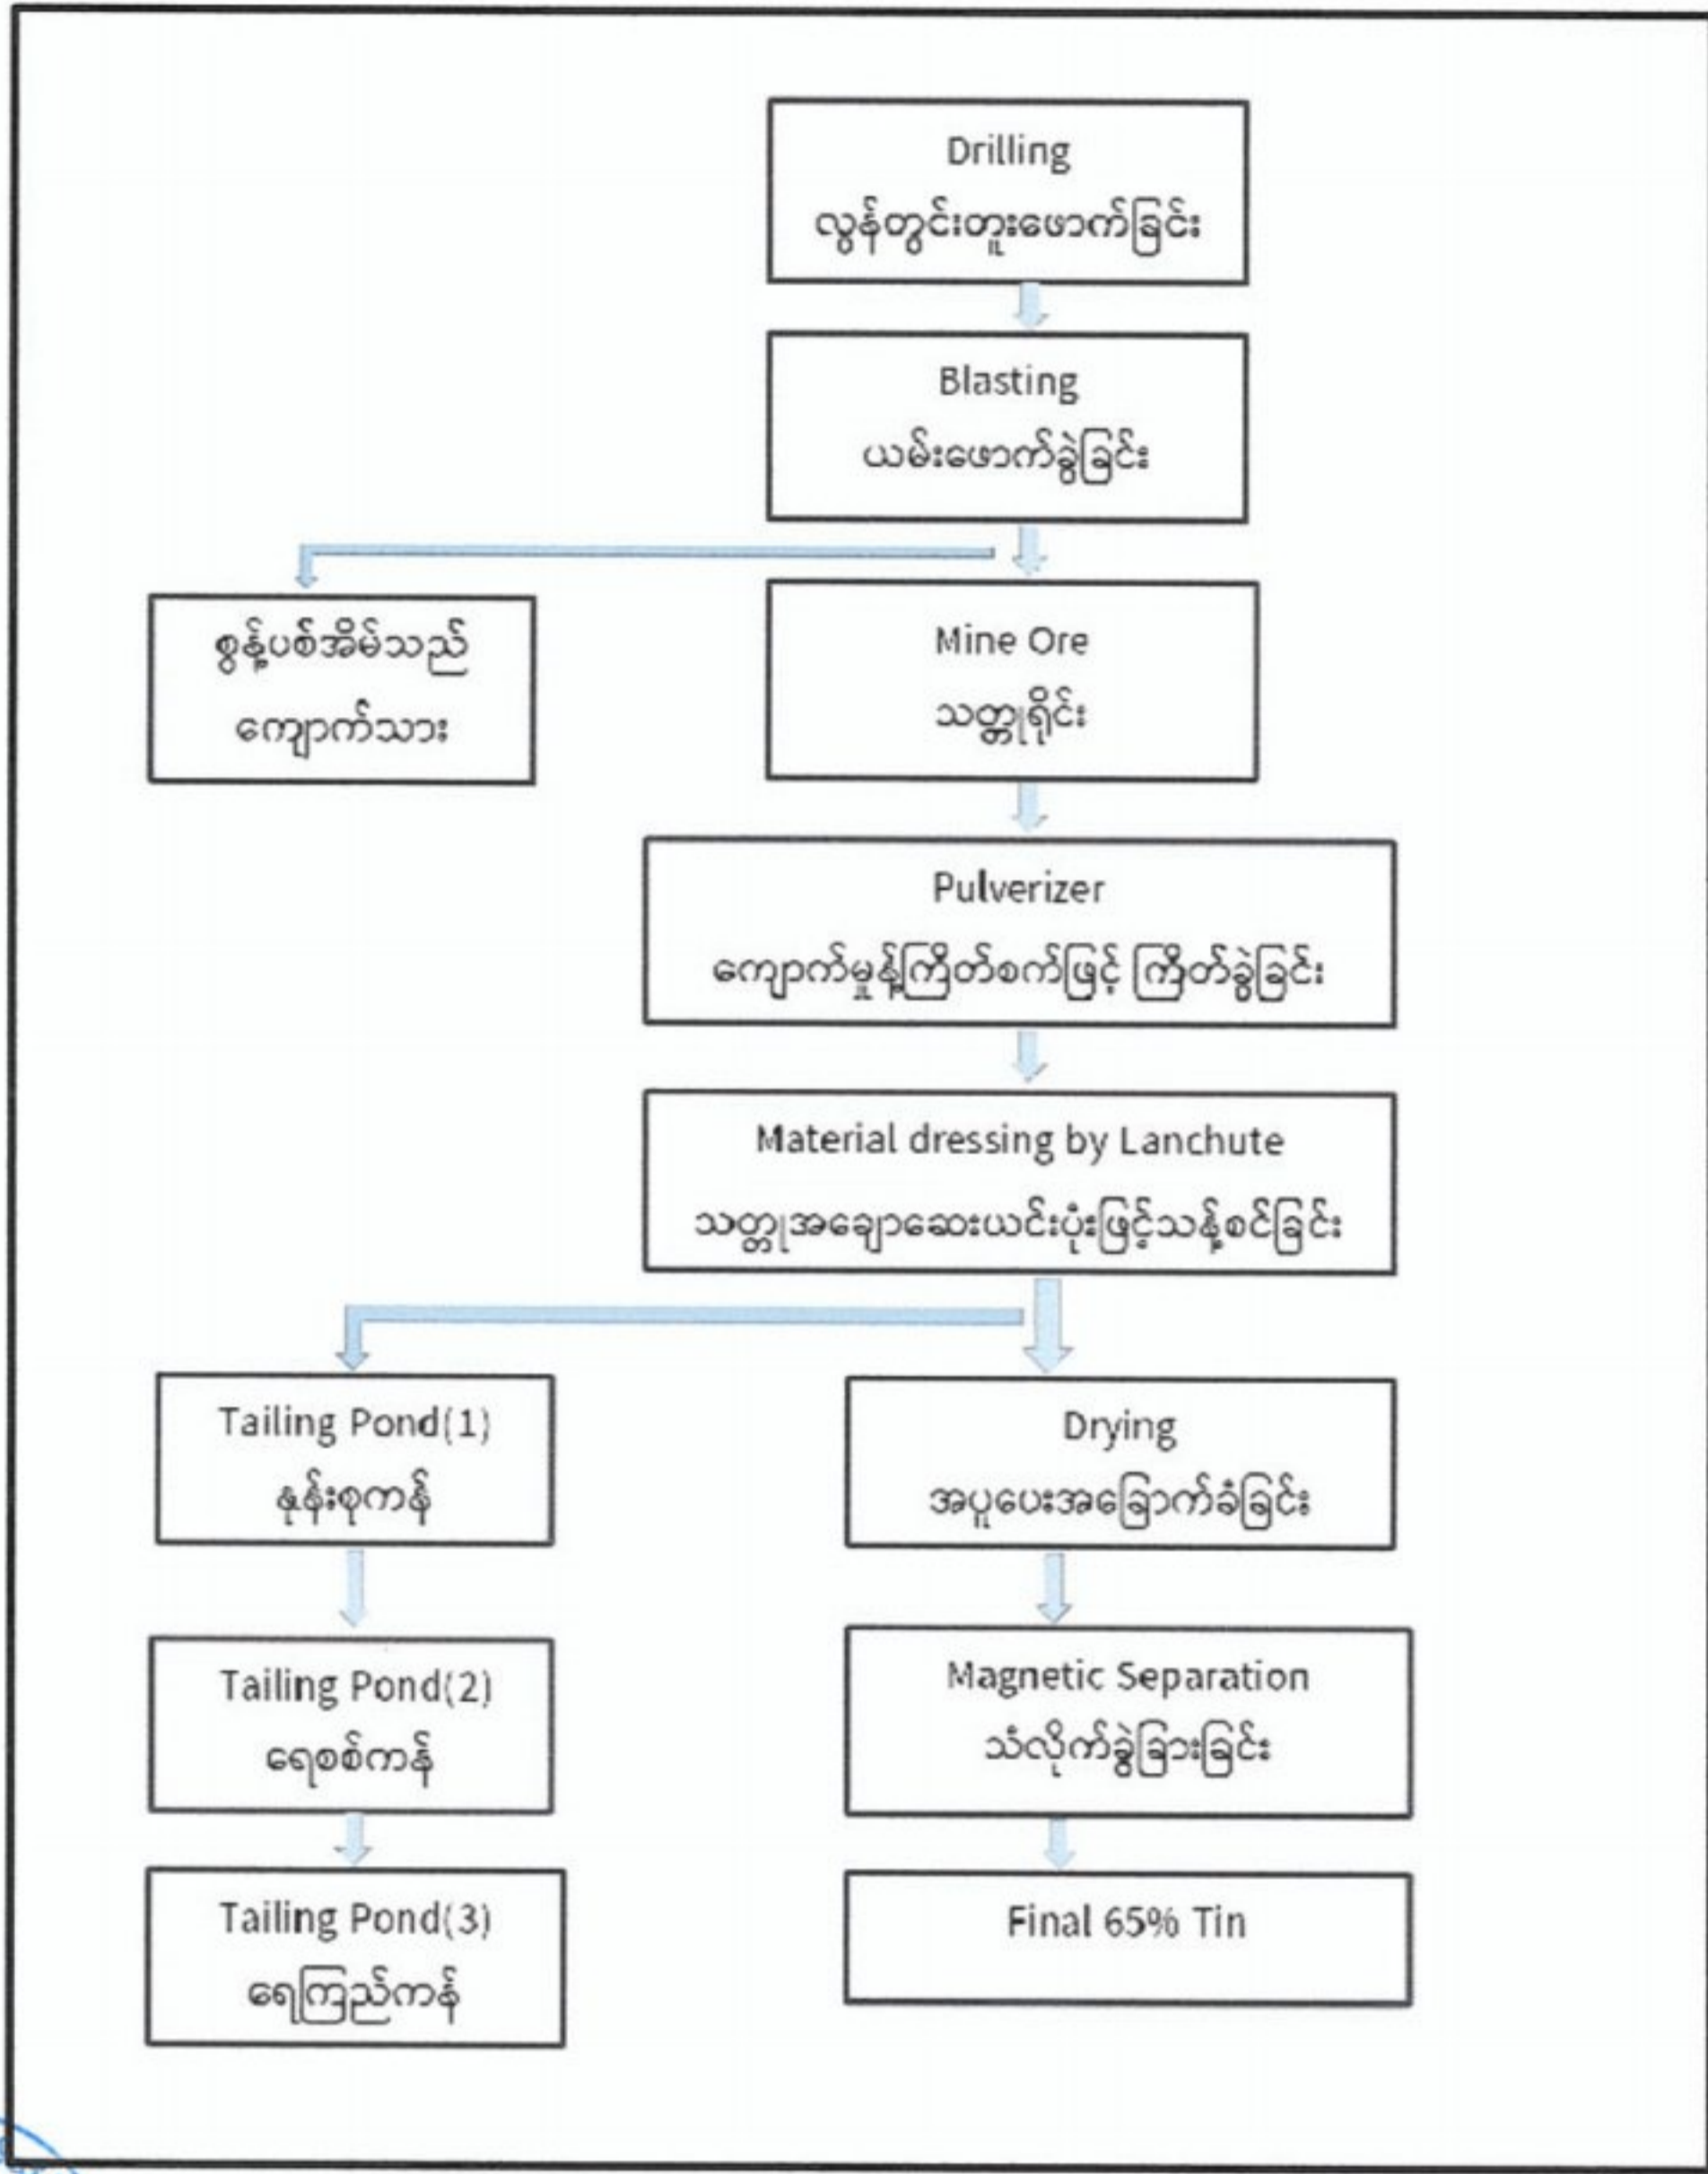 Drilling
လွန်တွင်းတူးဖောက်ခြင်း
Blasting
ယမ်းဖောက်ခွဲခြင်း
စွန့်ပစ်အိမ်သည်
ကျောက်သား
Mine Ore
သတ္တုရိုင်း
Pulverizer
ကျောက်မှုန့်ကြိတ်စက်ဖြင့် ကြိတ်ခွဲခြင်း
Material dressing by Lanchute
သတ္တုအချောဆေးယင်းပုံးဖြင့်သန့်စင်ခြင်း
Tailing Pond(1)
နုန်းစုကန်
Drying
အပူပေးအခြောက်ခံခြင်း
Tailing Pond(2)
ရေစစ်ကန်
Magnetic Separation
သံလိုက်ခွဲခြားခြင်း
Tailing Pond(3)
ရေကြည်ကန်
Final 65% Tin